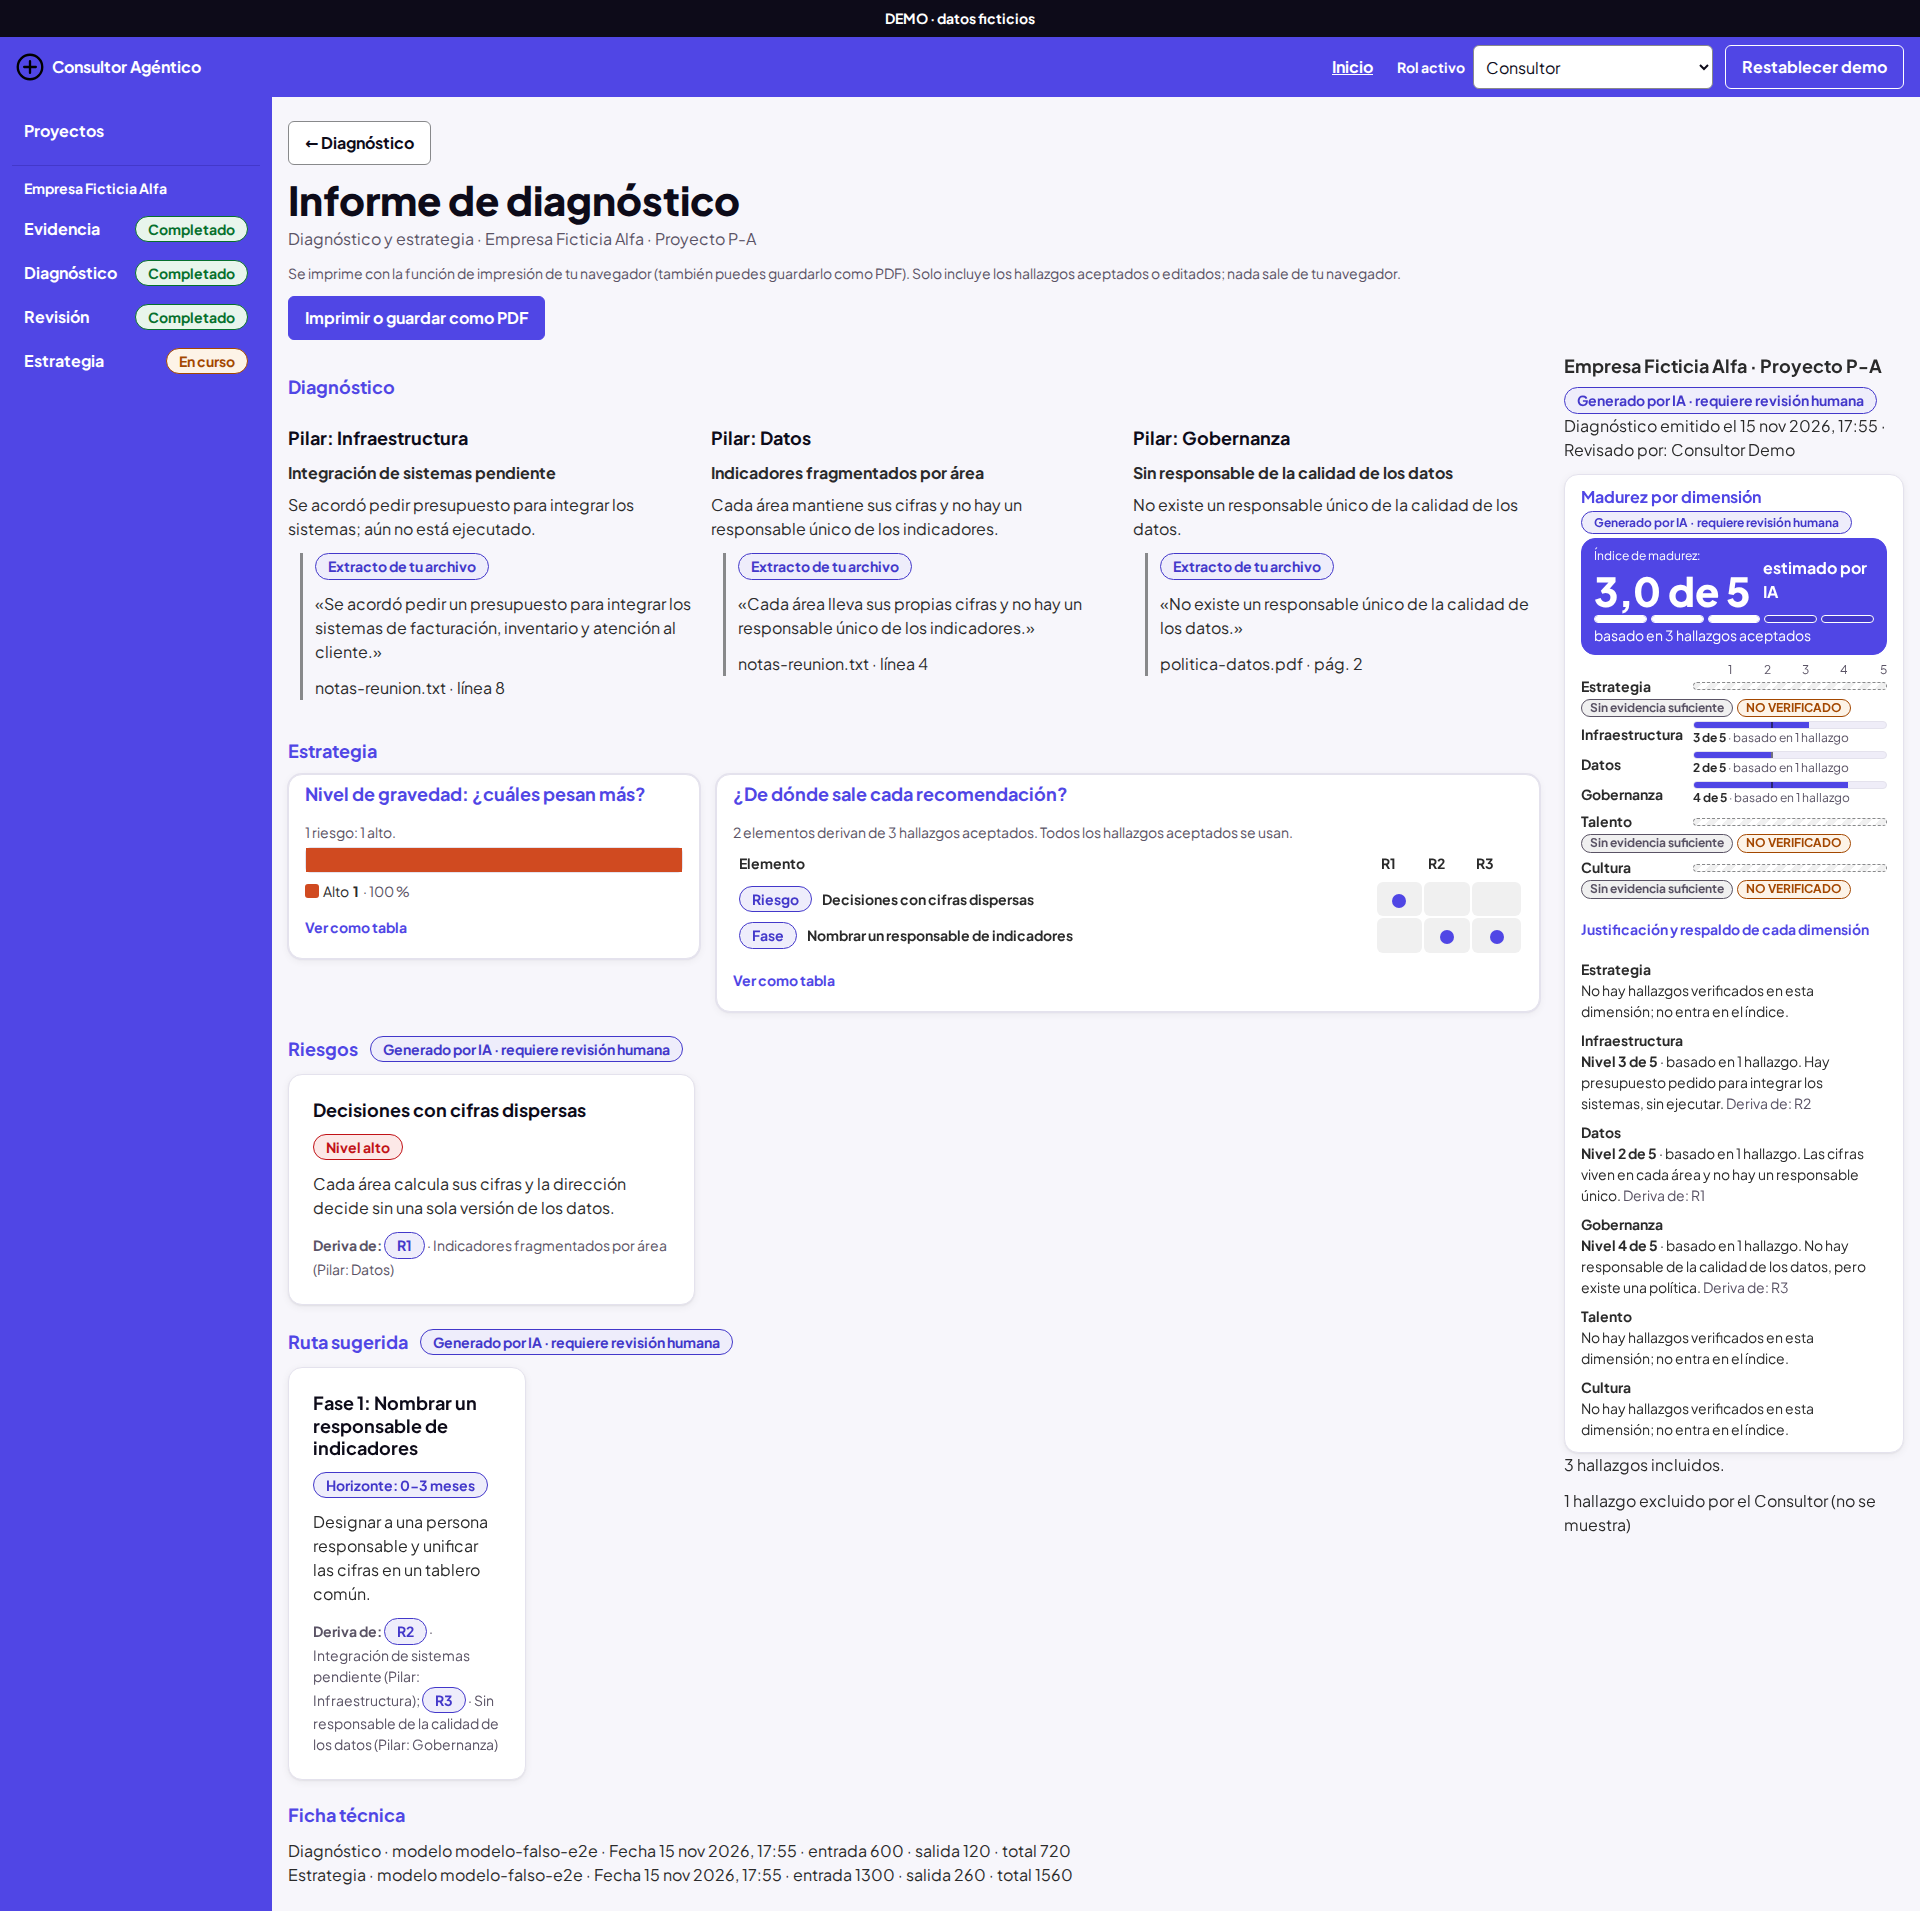 DEMO · datos ficticios
Consultor Agéntico
Inicio
Rol activo
Consultor
Restablecer demo
Proyectos
Empresa Ficticia Alfa
Evidencia
Completado
Diagnóstico
Completado
Revisión
Completado
Estrategia
En curso
← Diagnóstico
Informe de diagnóstico
Diagnóstico y estrategia · Empresa Ficticia Alfa · Proyecto P-A
Se imprime con la función de impresión de tu navegador (también puedes guardarlo como PDF). Solo incluye los hallazgos aceptados o editados; nada sale de tu navegador.
Imprimir o guardar como PDF
Diagnóstico
Pilar: Infraestructura
Integración de sistemas pendiente
Se acordó pedir presupuesto para integrar los
sistemas; aún no está ejecutado.
Extracto de tu archivo
«Se acordó pedir un presupuesto para integrar los
sistemas de facturación, inventario y atención al
cliente.»
notas-reunion.txt · línea 8
Pilar: Datos
Indicadores fragmentados por área
Cada área mantiene sus cifras y no hay un
responsable único de los indicadores.
Extracto de tu archivo
«Cada área lleva sus propias cifras y no hay un
responsable único de los indicadores.»
notas-reunion.txt · línea 4
Pilar: Gobernanza
Sin responsable de la calidad de los datos
No existe un responsable único de la calidad de los
datos.
Extracto de tu archivo
«No existe un responsable único de la calidad de
los datos.»
politica-datos.pdf · pág. 2
Estrategia
Nivel de gravedad: ¿cuáles pesan más?
1 riesgo: 1 alto.
Alto 1 · 100 %
Ver como tabla
¿De dónde sale cada recomendación?
2 elementos derivan de 3 hallazgos aceptados. Todos los hallazgos aceptados se usan.
Elemento R1 R2 R3
Riesgo Decisiones con cifras dispersas
Fase Nombrar un responsable de indicadores
Ver como tabla
Riesgos
Generado por IA · requiere revisión humana
Decisiones con cifras dispersas
Nivel alto
Cada área calcula sus cifras y la dirección
decide sin una sola versión de los datos.
Deriva de: R1 · Indicadores fragmentados por área
(Pilar: Datos)
Ruta sugerida
Generado por IA · requiere revisión humana
Fase 1: Nombrar un
responsable de
indicadores
Horizonte: 0–3 meses
Designar a una persona
responsable y unificar
las cifras en un tablero
común.
Deriva de: R2 ·
Integración de sistemas
pendiente (Pilar:
Infraestructura); R3 · Sin
responsable de la calidad de
los datos (Pilar: Gobernanza)
Ficha técnica
Diagnóstico · modelo modelo-falso-e2e · Fecha 15 nov 2026, 17:55 · entrada 600 · salida 120 · total 720
Estrategia · modelo modelo-falso-e2e · Fecha 15 nov 2026, 17:55 · entrada 1300 · salida 260 · total 1560
Empresa Ficticia Alfa · Proyecto P-A
Generado por IA · requiere revisión humana
Diagnóstico emitido el 15 nov 2026, 17:55 ·
Revisado por: Consultor Demo
Madurez por dimensión
Generado por IA · requiere revisión humana
Índice de madurez:
3,0 de 5
estimado por
IA
basado en 3 hallazgos aceptados
1 2 3 4 5
Estrategia
Sin evidencia suficiente NO VERIFICADO
Infraestructura
3 de 5 · basado en 1 hallazgo
Datos
2 de 5 · basado en 1 hallazgo
Gobernanza
4 de 5 · basado en 1 hallazgo
Talento
Sin evidencia suficiente NO VERIFICADO
Cultura
Sin evidencia suficiente NO VERIFICADO
Justificación y respaldo de cada dimensión
Estrategia
No hay hallazgos verificados en esta
dimensión; no entra en el índice.
Infraestructura
Nivel 3 de 5 · basado en 1 hallazgo. Hay
presupuesto pedido para integrar los
sistemas, sin ejecutar. Deriva de: R2
Datos
Nivel 2 de 5 · basado en 1 hallazgo. Las cifras
viven en cada área y no hay un responsable
único. Deriva de: R1
Gobernanza
Nivel 4 de 5 · basado en 1 hallazgo. No hay
responsable de la calidad de los datos, pero
existe una política. Deriva de: R3
Talento
No hay hallazgos verificados en esta
dimensión; no entra en el índice.
Cultura
No hay hallazgos verificados en esta
dimensión; no entra en el índice.
3 hallazgos incluidos.
1 hallazgo excluido por el Consultor (no se
muestra)